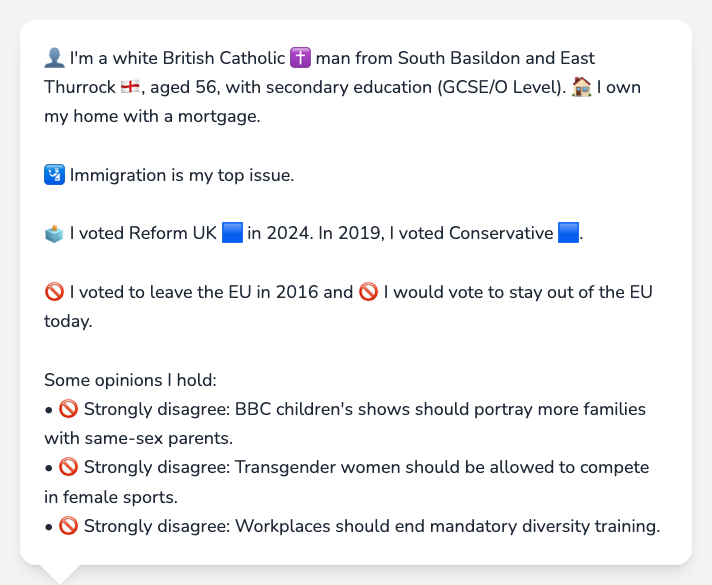 👤 I'm a white British Catholic ✝️ man from South Basildon and East
Thurrock 🏴󠁧󠁢󠁥󠁮󠁧󠁿, aged 56, with secondary education (GCSE/O Level). 🏠 I own
my home with a mortgage.
🛂 Immigration is my top issue.
🗳️ I voted Reform UK 🟦 in 2024. In 2019, I voted Conservative 🟦.
🚫 I voted to leave the EU in 2016 and 🚫 I would vote to stay out of the EU
today.
Some opinions I hold:
• 🚫 Strongly disagree: BBC children's shows should portray more families
with same-sex parents.
• 🚫 Strongly disagree: Transgender women should be allowed to compete
in female sports.
• 🚫 Strongly disagree: Workplaces should end mandatory diversity training.